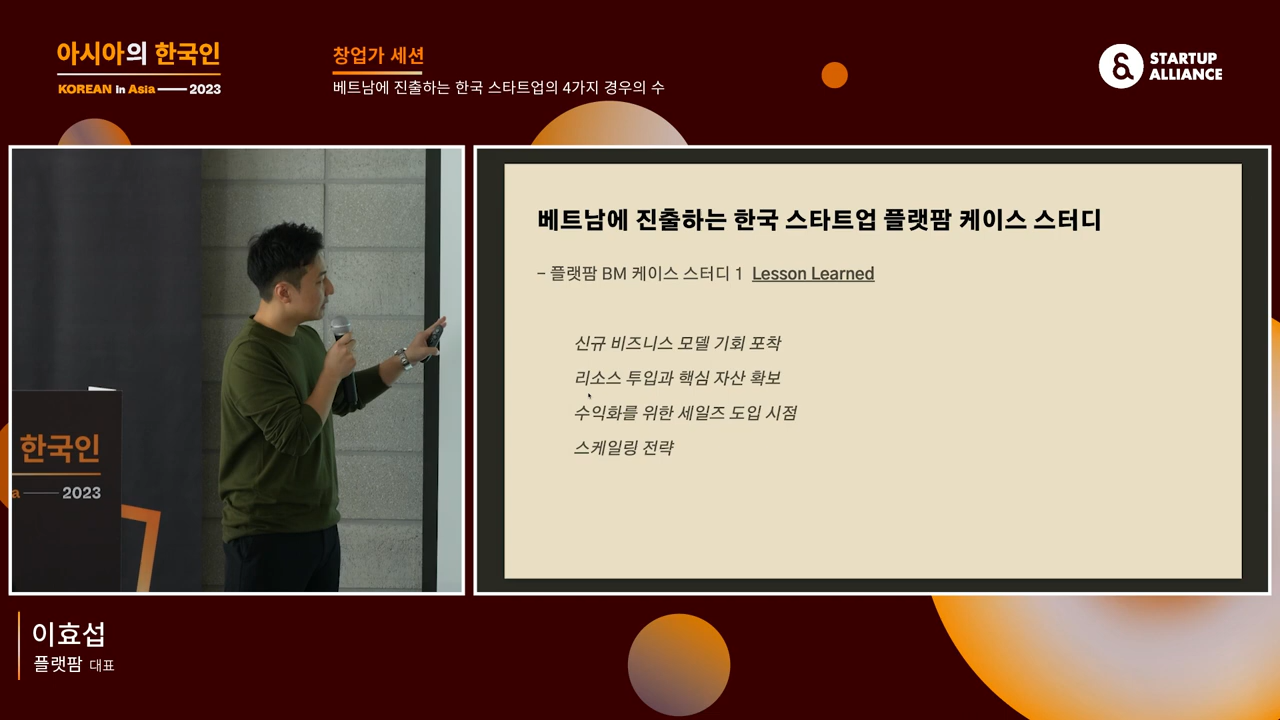 아시아의 한국인
KOREAN in Asia 2023
창업가 세션
베트남에 진출하는 한국 스타트업의 4가지 경우의 수
STARTUP
ALLIANCE
한국인
a 2023
베트남에 진출하는 한국 스타트업 플랫팜 케이스 스터디
- 플랫팜 BM 케이스 스터디 1 Lesson Learned
신규 비즈니스 모델 기회 포착
리소스 투입과 핵심 자산 확보
수익화를 위한 세일즈 도입 시점
스케일링 전략
이효섭
플랫팜 대표